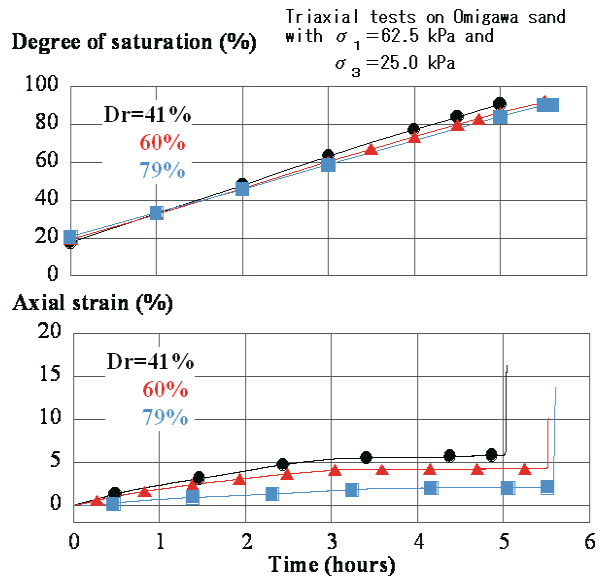 Triaxial tests on Omigawa sand
with σ1=62.5 kPa and
σ3=25.0 kPa
Degree of saturation (%)
100
80
60
40
20
0
Dr=41%
60%
79%
Axial strain (%)
20
15
10
5
0
Dr=41%
60%
79%
0 1 2 3 4 5 6
Time (hours)